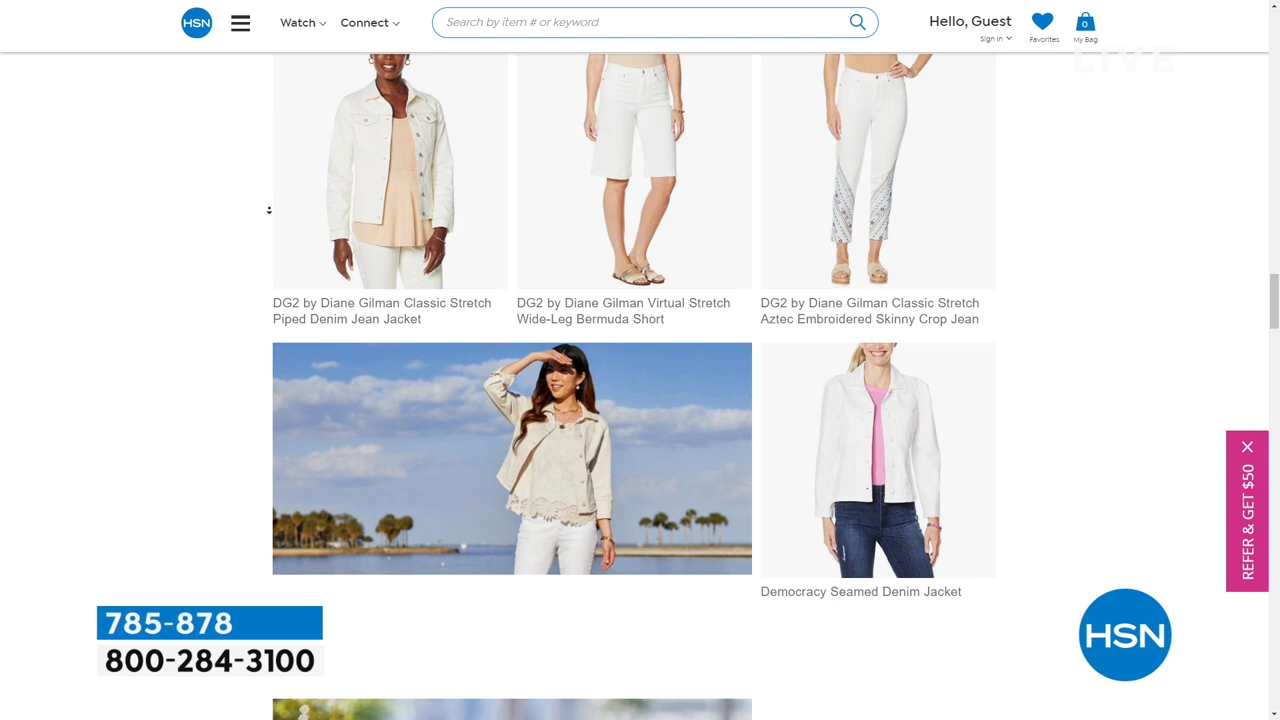 HSN
Watch
Connect
Search by item # or keyword
Hello, Guest
Sign In
Favorites
0
My Bag
LIVE
DG2 by Diane Gilman Classic Stretch
Piped Denim Jean Jacket
DG2 by Diane Gilman Virtual Stretch
Wide-Leg Bermuda Short
DG2 by Diane Gilman Classic Stretch
Aztec Embroidered Skinny Crop Jean
REFER & GET $50
Democracy Seamed Denim Jacket
785-878
800-284-3100
HSN